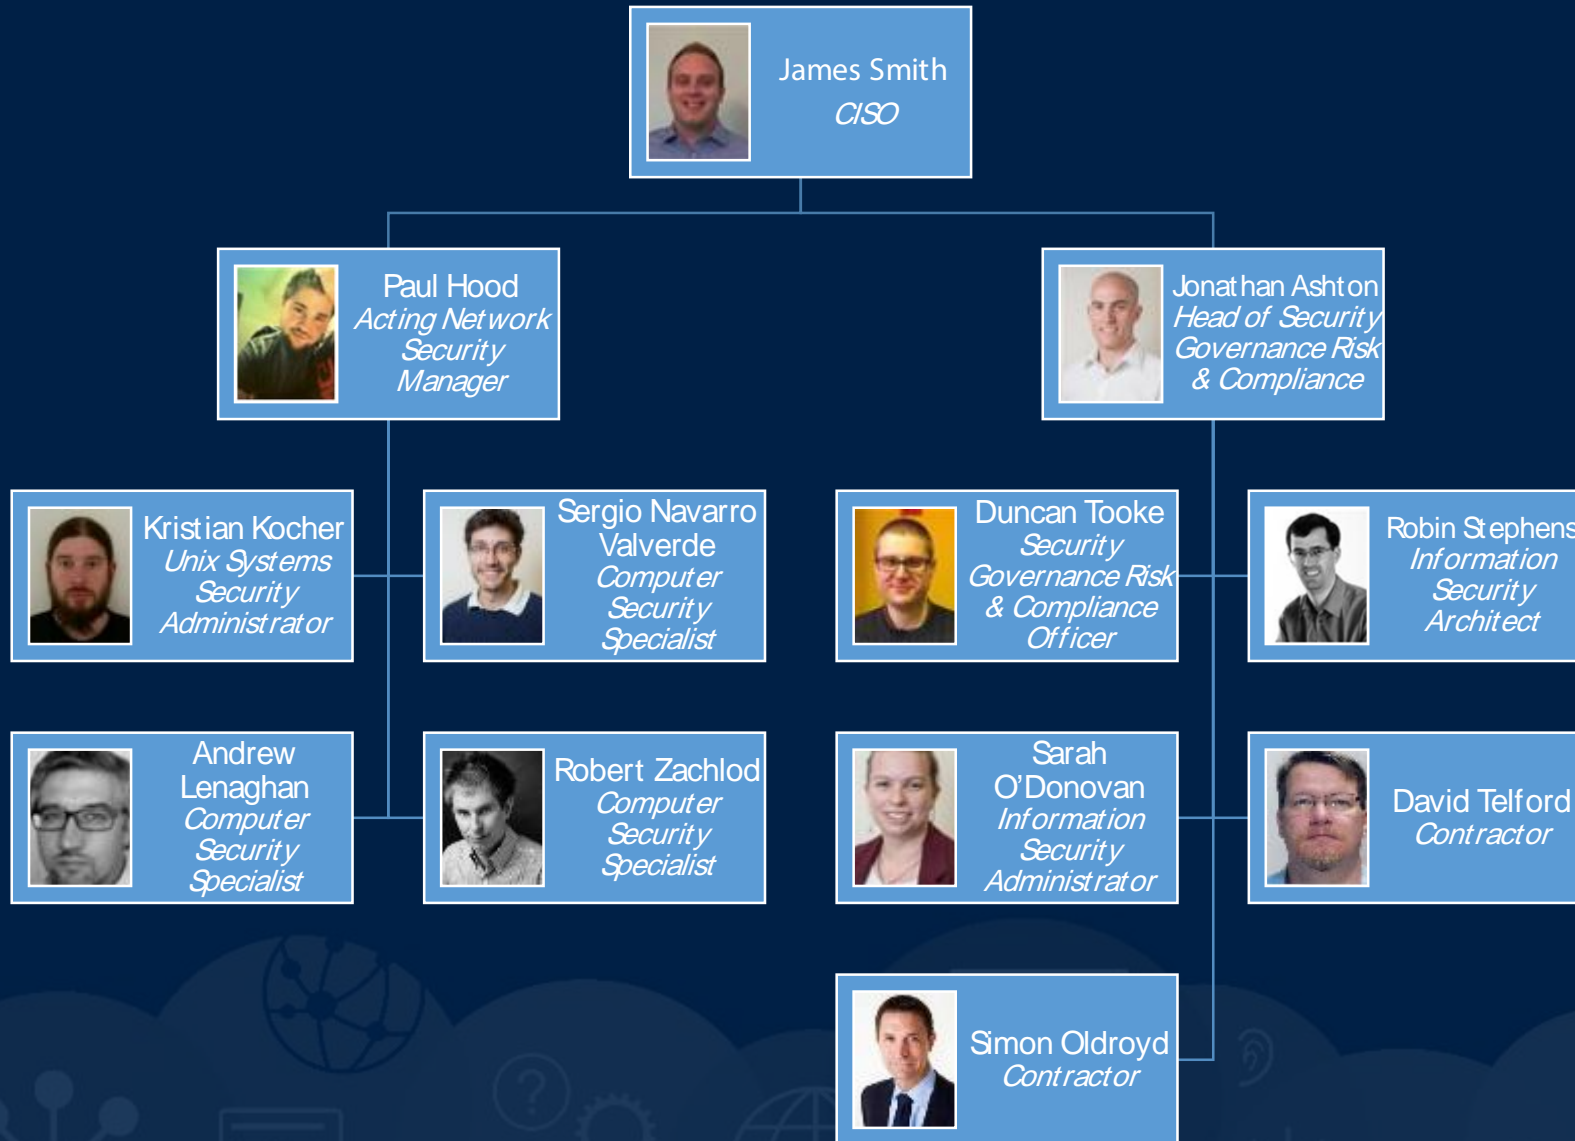 James Smith
CISO
Paul Hood
Acting Network
Security
Manager
Jonathan Ashton
Head of Security
Governance Risk
& Compliance
Kristian Kocher
Unix Systems
Security
Administrator
Sergio Navarro
Valverde
Computer
Security
Specialist
Duncan Tooke
Security
Governance Risk
& Compliance
Officer
Robin Stephens
Information
Security
Architect
Andrew
Lenaghan
Computer
Security
Specialist
Robert Zachlod
Computer
Security
Specialist
Sarah
O’Donovan
Information
Security
Administrator
David Telford
Contractor
Simon Oldroyd
Contractor